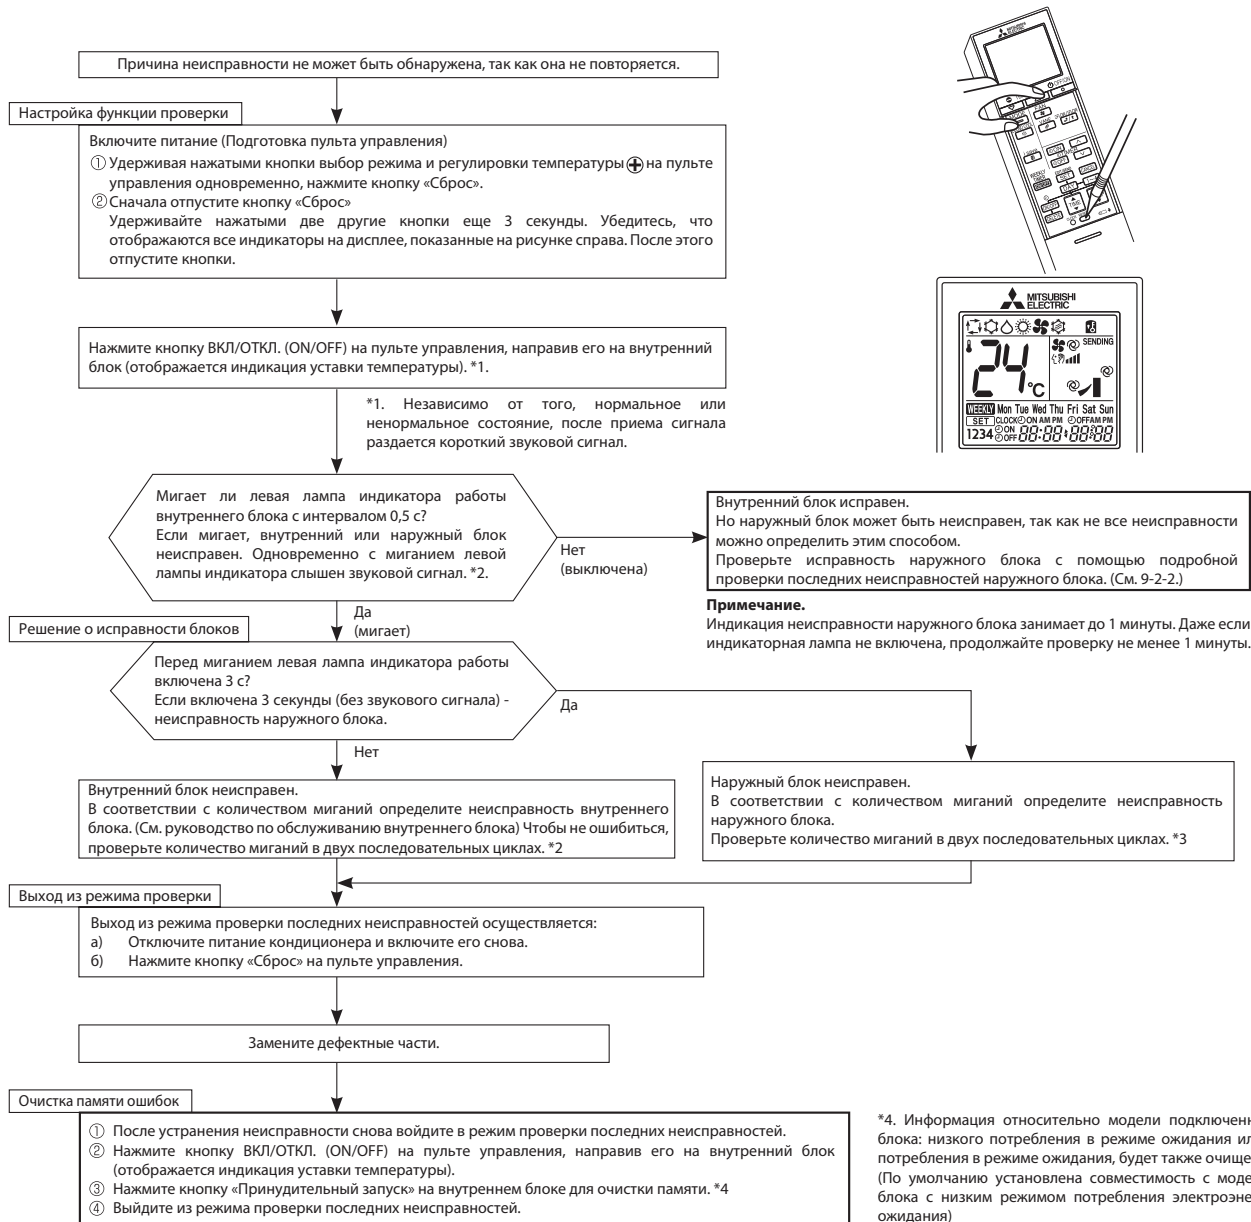 Причина неисправности не может быть обнаружена, так как она не повторяется.
Настройка функции проверки
Включите питание (Подготовка пульта управления)
① Удерживая нажатыми кнопки выбор режима и регулировки температуры ⊕ на пульте
управления одновременно, нажмите кнопку «Сброс».
② Сначала отпустите кнопку «Сброс»
Удерживайте нажатыми две другие кнопки еще 3 секунды. Убедитесь, что
отображаются все индикаторы на дисплее, показанные на рисунке справа. После этого
отпустите кнопки.
Нажмите кнопку ВКЛ/ОТКЛ. (ON/OFF) на пульте управления, направив его на внутренний
блок (отображается индикация уставки температуры). *1.
*1. Независимо от того, нормальное или
ненормальное состояние, после приема сигнала
раздается короткий звуковой сигнал.
MITSUBISHI
ELECTRIC
SENDING
24°C
WEEKLY Mon Tue Wed Thu Fri Sat Sun
SET CLOCK ON AM PM OFF AM PM
1234 ON OFF 00:00 00:00
Мигает ли левая лампа индикатора работы
внутреннего блока с интервалом 0,5 с?
Если мигает, внутренний или наружный блок
неисправен. Одновременно с миганием левой
лампы индикатора слышен звуковой сигнал. *2.
Нет
(выключена)
Внутренний блок исправен.
Но наружный блок может быть неисправен, так как не все неисправности
можно определить этим способом.
Проверьте исправность наружного блока с помощью подробной
проверки последних неисправностей наружного блока. (См. 9-2-2.)
Примечание.
Индикация неисправности наружного блока занимает до 1 минуты. Даже если
индикаторная лампа не включена, продолжайте проверку не менее 1 минуты.
Да
(мигает)
Решение о исправности блоков
Перед миганием левая лампа индикатора работы
включена 3 с?
Если включена 3 секунды (без звукового сигнала) -
неисправность наружного блока.
Да
Нет
Внутренний блок неисправен.
В соответствии с количеством миганий определите неисправность внутреннего
блока. (См. руководство по обслуживанию внутреннего блока) Чтобы не ошибиться,
проверьте количество миганий в двух последовательных циклах. *2
Наружный блок неисправен.
В соответствии с количеством миганий определите неисправность
наружного блока.
Проверьте количество миганий в двух последовательных циклах. *3
Выход из режима проверки
Выход из режима проверки последних неисправностей осуществляется:
а) Отключите питание кондиционера и включите его снова.
б) Нажмите кнопку «Сброс» на пульте управления.
Замените дефектные части.
Очистка памяти ошибок
① После устранения неисправности снова войдите в режим проверки последних неисправностей.
② Нажмите кнопку ВКЛ/ОТКЛ. (ON/OFF) на пульте управления, направив его на внутренний блок
(отображается индикация уставки температуры).
③ Нажмите кнопку «Принудительный запуск» на внутреннем блоке для очистки памяти. *4
④ Выйдите из режима проверки последних неисправностей.
*4. Информация относительно модели
блока: низкого потребления в режиме ожидания
потребления в режиме ожидания, будет также
(По умолчанию установлена совместимость с
блока с низким режимом потребления
ожидания)